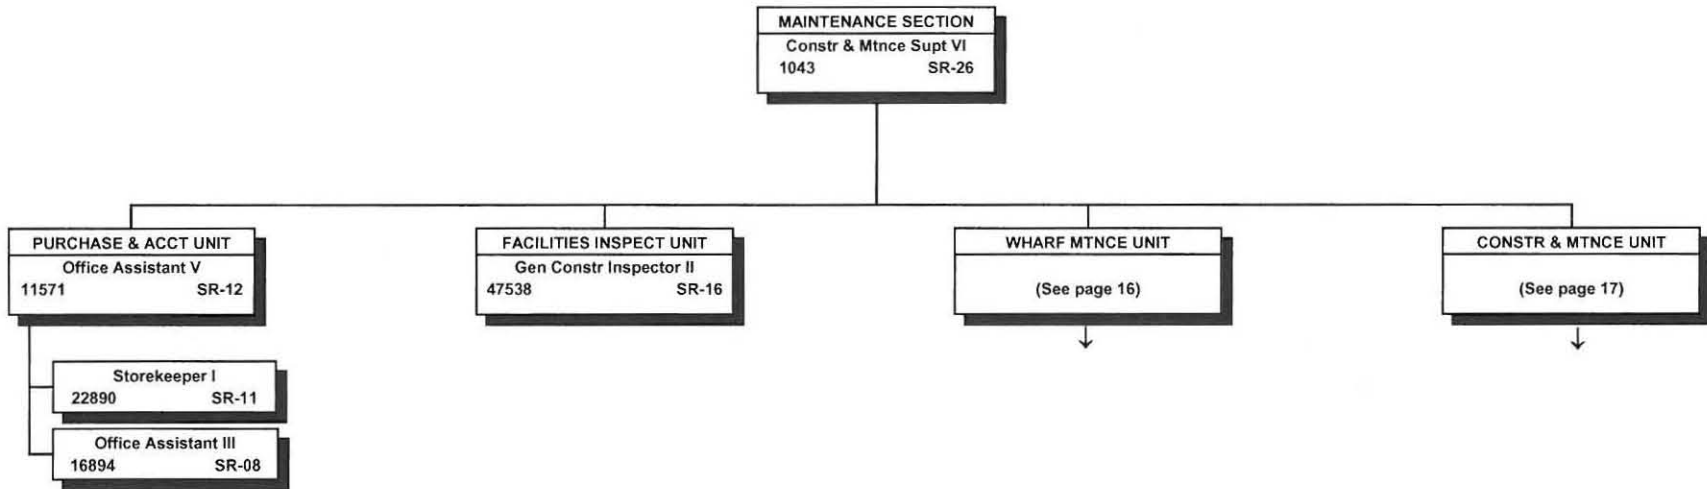 MAINTENANCE SECTION
Constr & Mtnce Supt VI
1043 SR-26
PURCHASE & ACCT UNIT
Office Assistant V
11571 SR-12
Storekeeper I
22890 SR-11
Office Assistant III
16894 SR-08
FACILITIES INSPECT UNIT
Gen Constr Inspector II
47538 SR-16
WHARF MTNCE UNIT
(See page 16)
CONSTR & MTNCE UNIT
(See page 17)